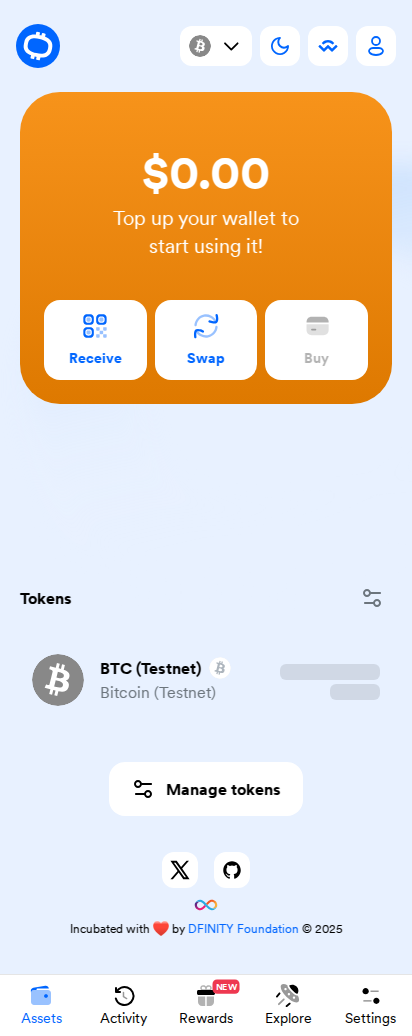 $0.00
Top up your wallet to
start using it!
Receive
Swap
Buy
Tokens
BTC (Testnet)
Bitcoin (Testnet)
Manage tokens
Incubated with ❤️ by DFINITY Foundation © 2025
NEW
Assets
Activity
Rewards
Explore
Settings